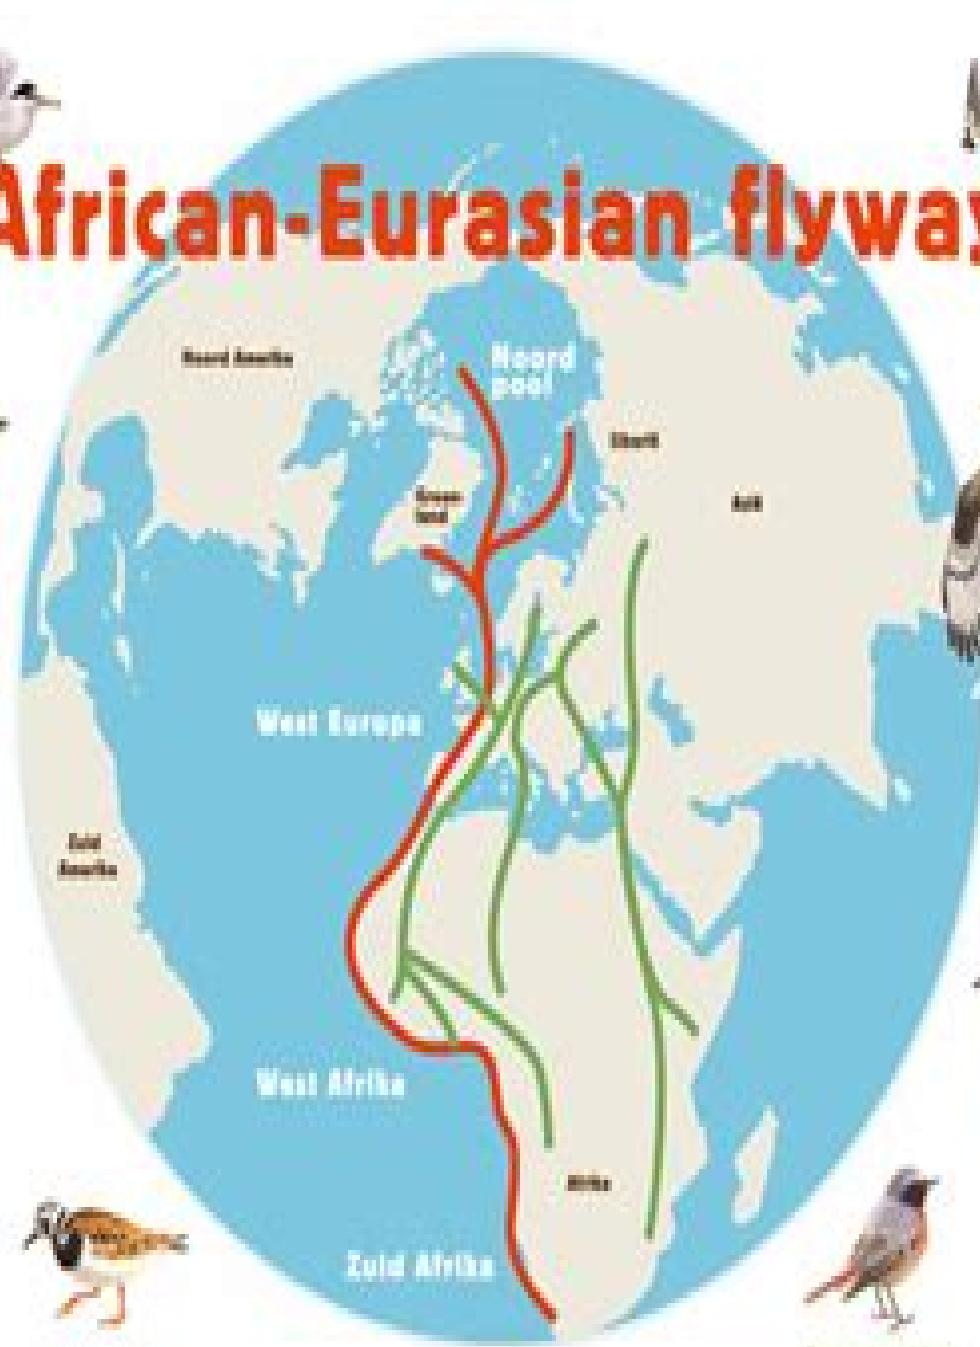 African-Eurasian flyway
Noord Amerika
Noord
pool
Siberië
Groen
land
Azië
West Europa
Zuid
Amerika
West Afrika
Afrika
Zuid Afrika